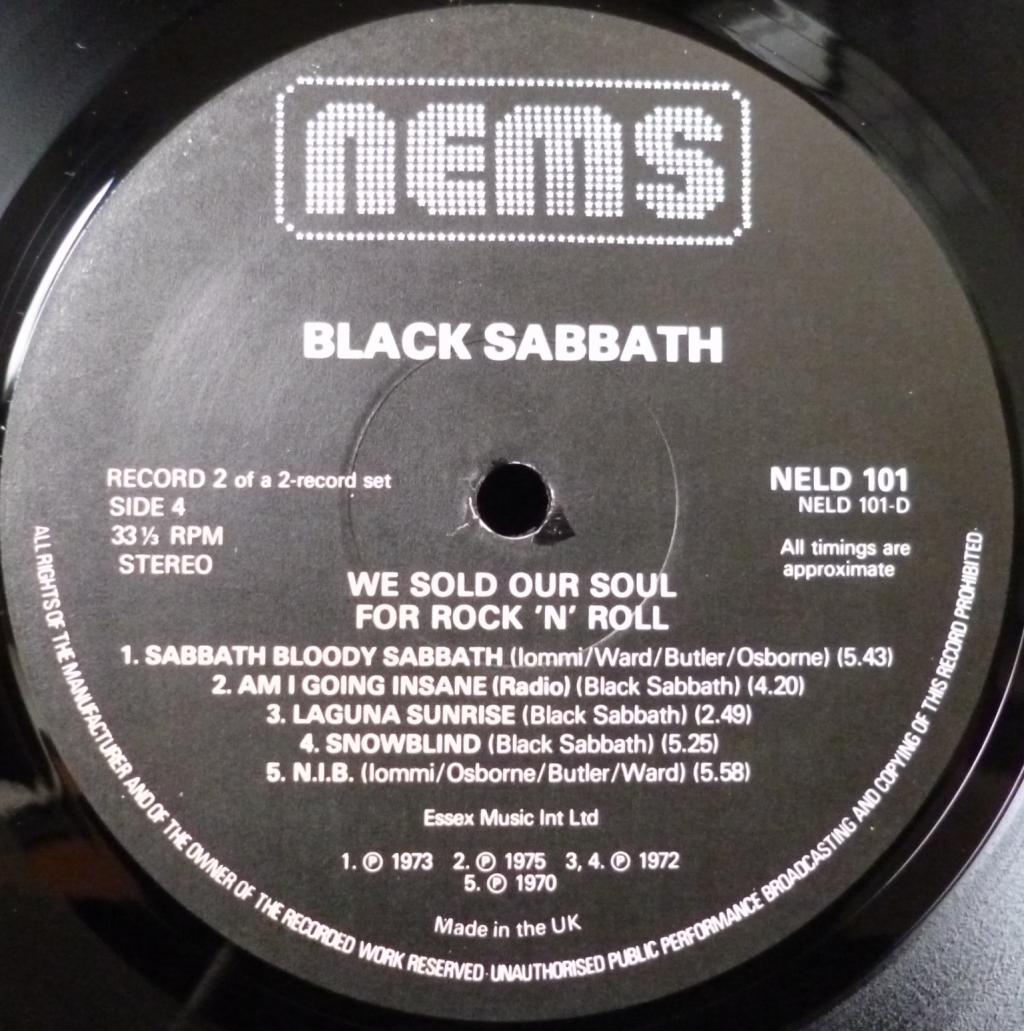 nems
BLACK SABBATH
RECORD 2 of a 2-record set
SIDE 4
33 ⅓ RPM
STEREO
NELD 101
NELD 101-D
All timings are
approximate
WE SOLD OUR SOUL
FOR ROCK 'N' ROLL
1. SABBATH BLOODY SABBATH (Iommi/Ward/Butler/Osborne) (5.43)
2. AM I GOING INSANE (Radio) (Black Sabbath) (4.20)
3. LAGUNA SUNRISE (Black Sabbath) (2.49)
4. SNOWBLIND (Black Sabbath) (5.25)
5. N.I.B. (Iommi/Osborne/Butler/Ward) (5.58)
Essex Music Int Ltd
1. ℗ 1973 2. ℗ 1975 3, 4. ℗ 1972
5. ℗ 1970
Made in the UK
ALL RIGHTS OF THE MANUFACTURER AND OF THE OWNER OF THE RECORDED WORK RESERVED · UNAUTHORISED PUBLIC PERFORMANCE BROADCASTING AND COPYING OF THIS RECORD PROHIBITED·